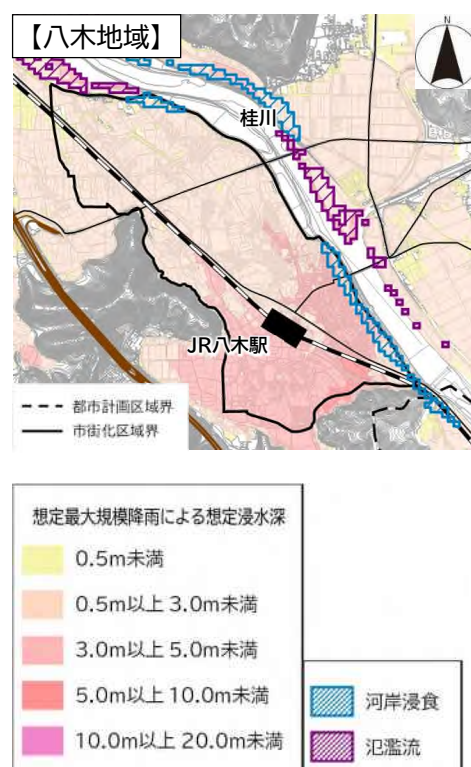 【八木地域】
N
桂川
JR八木駅
都市計画区域界
市街化区域界
想定最大規模降雨による想定浸水深
0.5m未満
0.5m以上 3.0m未満
3.0m以上 5.0m未満
5.0m以上 10.0m未満
10.0m以上 20.0m未満
河岸浸食
氾濫流